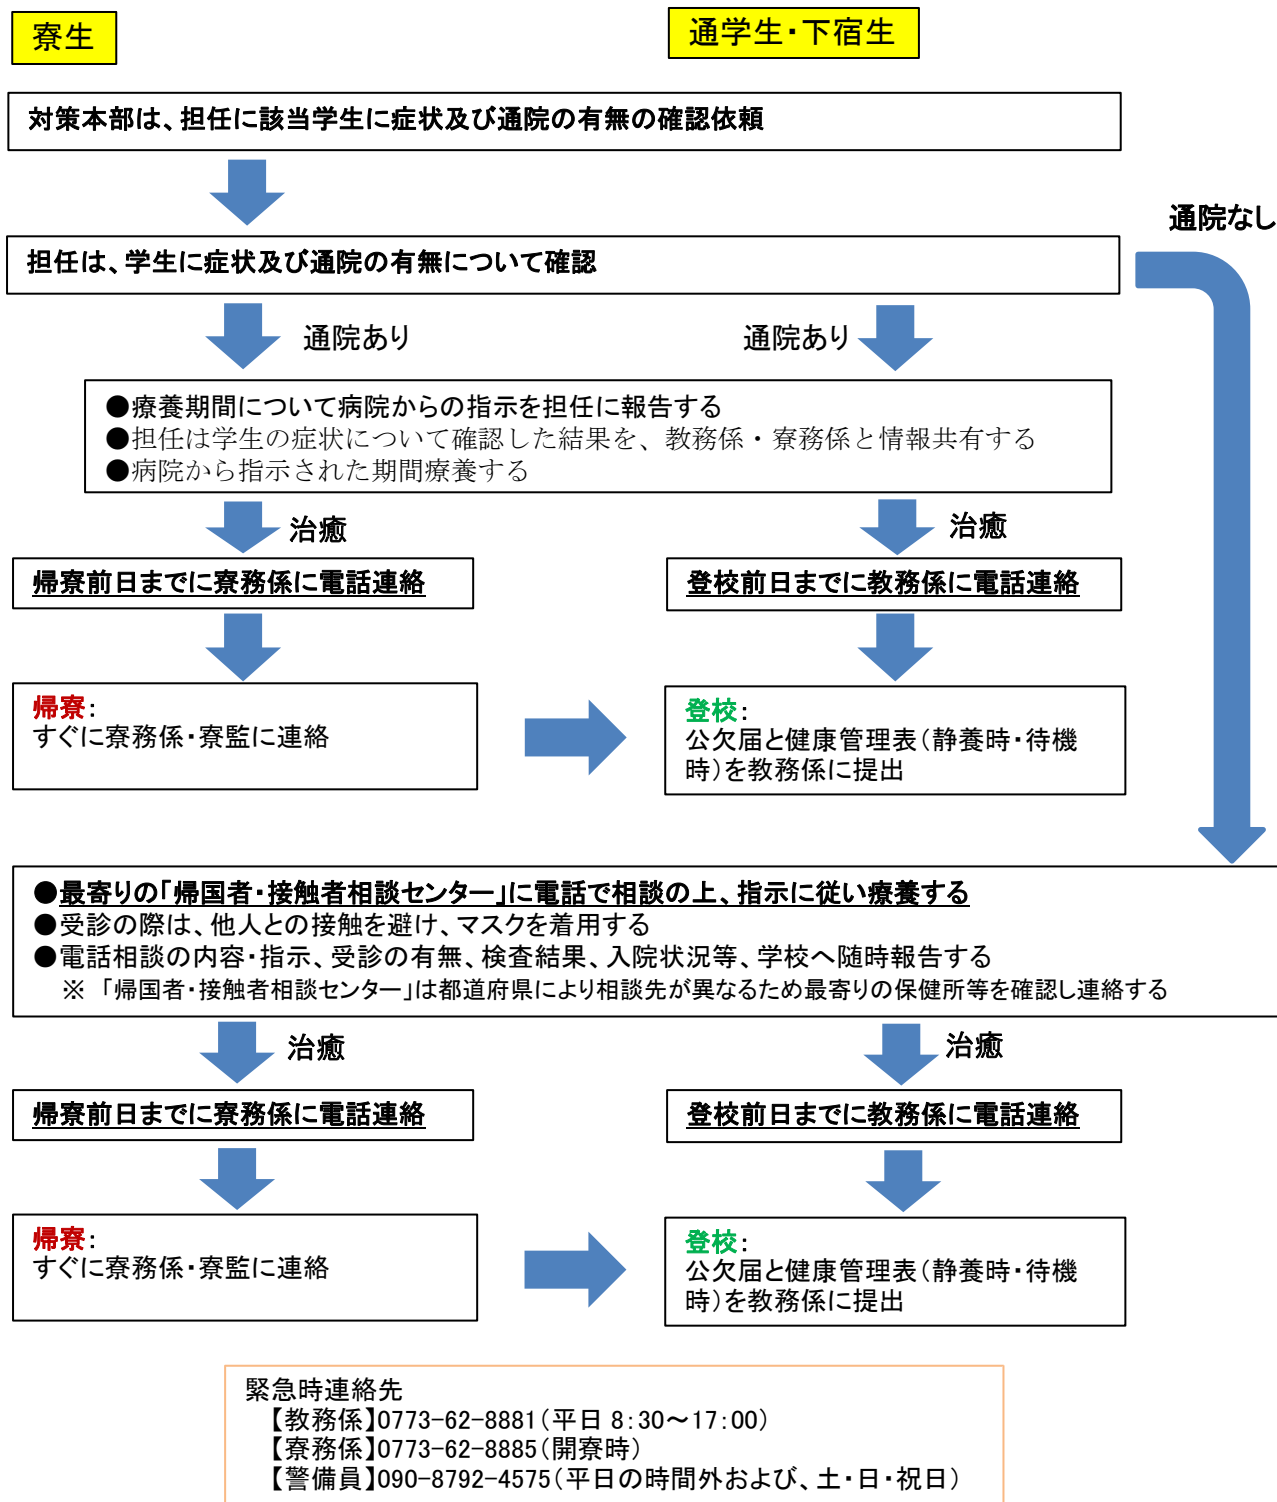 寮生
通学生・下宿生
対策本部は、担任に該当学生に症状及び通院の有無の確認依頼
通院なし
担任は、学生に症状及び通院の有無について確認
通院あり
通院あり
●療養期間について病院からの指示を担任に報告する
●担任は学生の症状について確認した結果を、教務係・寮務係と情報共有する
●病院から指示された期間療養する
治癒
治癒
帰寮前日までに寮務係に電話連絡
登校前日までに教務係に電話連絡
帰寮：
すぐに寮務係・寮監に連絡
登校：
公欠届と健康管理表（静養時・待機
時）を教務係に提出
●最寄りの「帰国者・接触者相談センター」に電話で相談の上、指示に従い療養する
●受診の際は、他人との接触を避け、マスクを着用する
●電話相談の内容・指示、受診の有無、検査結果、入院状況等、学校へ随時報告する
※ 「帰国者・接触者相談センター」は都道府県により相談先が異なるため最寄りの保健所等を確認し連絡する
治癒
治癒
帰寮前日までに寮務係に電話連絡
登校前日までに教務係に電話連絡
帰寮：
すぐに寮務係・寮監に連絡
登校：
公欠届と健康管理表（静養時・待機
時）を教務係に提出
緊急時連絡先
【教務係】0773-62-8881（平日 8：30～17：00）
【寮務係】0773-62-8885（開寮時）
【警備員】090-8792-4575（平日の時間外および、土・日・祝日）